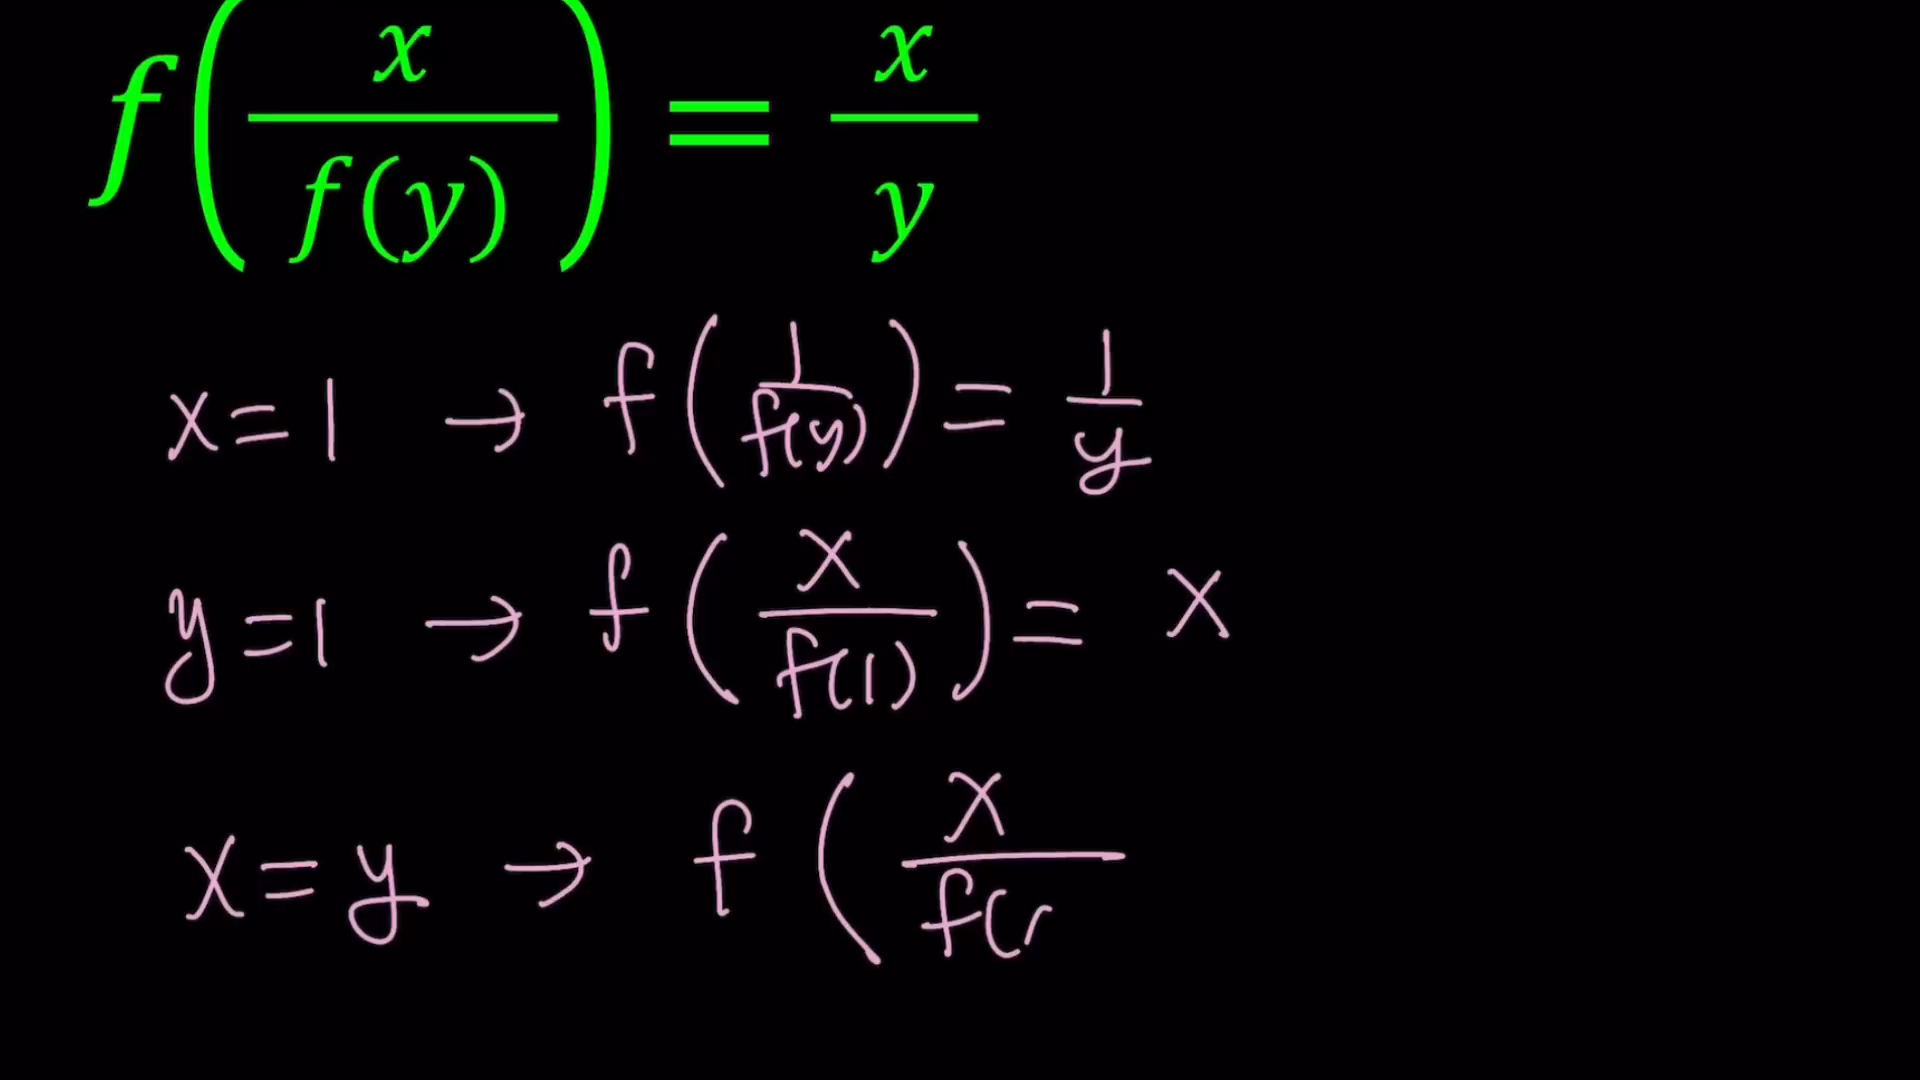 f(x/f(y)) = x/y
x=1 → f(1/f(y)) = 1/y
y=1 → f(x/f(1)) = x
x=y → f(x/f(